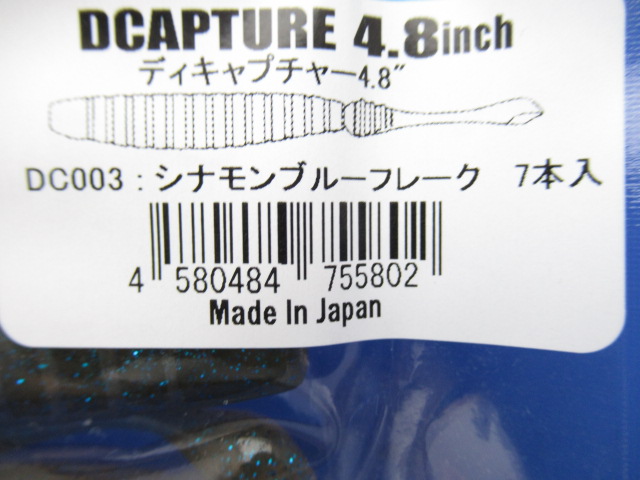 DCAPTURE 4.8inch
ディキャプチャー4.8"
DC003：シナモンブルーフレーク 7本入
4 580484 755802
Made In Japan